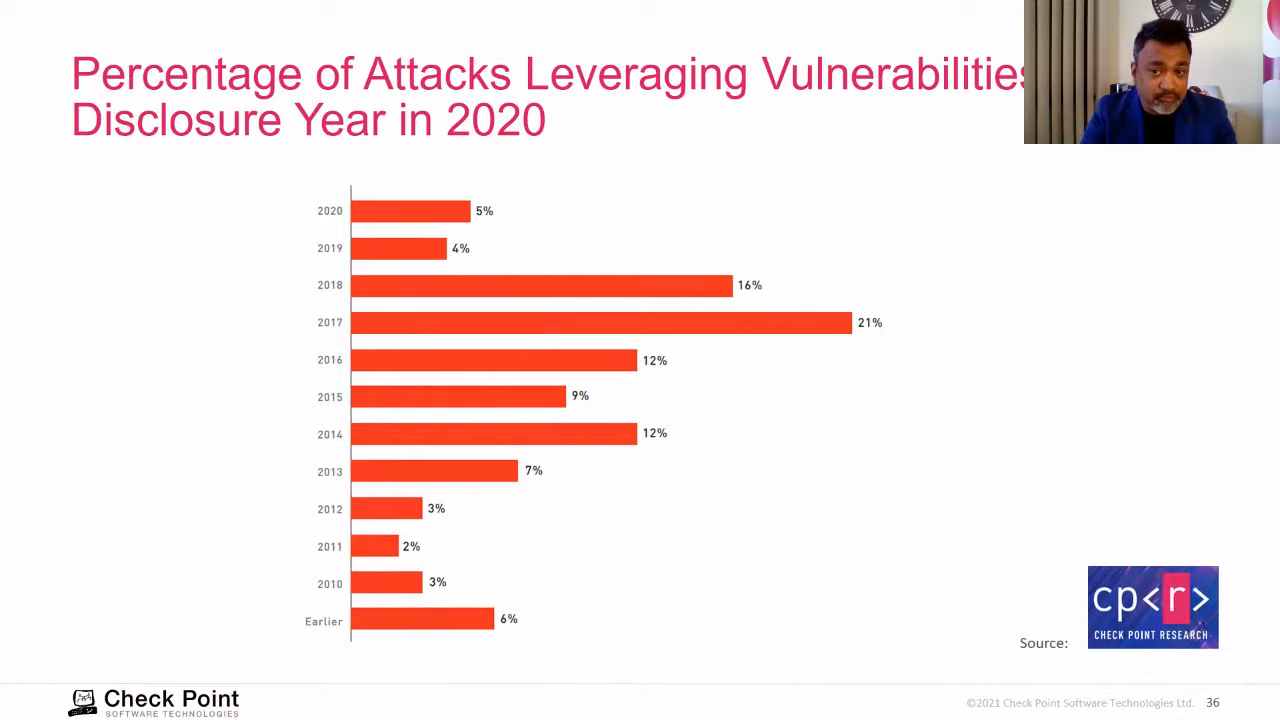 Percentage of Attacks Leveraging Vulnerabilities
Disclosure Year in 2020
2020 5%
2019 4%
2018 16%
2017 21%
2016 12%
2015 9%
2014 12%
2013 7%
2012 3%
2011 2%
2010 3%
Earlier 6%
cp<r>
CHECK POINT RESEARCH
Source:
Check Point
SOFTWARE TECHNOLOGIES
©2021 Check Point Software Technologies Ltd. 36